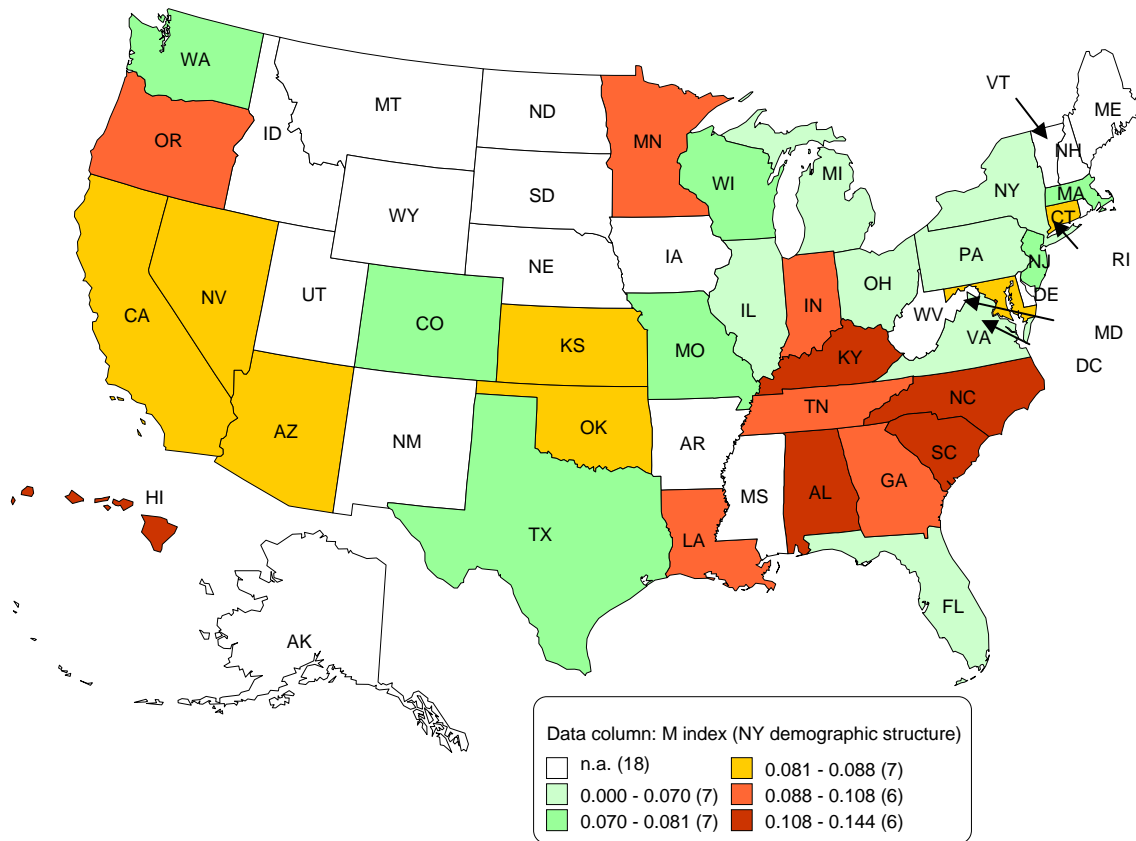 WA
MT
ND
MN
VT
ME
OR
ID
SD
WI
MI
NH
NY
MA
CT
WY
IA
PA
RI
NE
NJ
NV
UT
CO
IL
IN
OH
DE
WV
CA
KS
MO
KY
VA
MD
DC
AZ
NM
OK
AR
TN
NC
SC
HI
TX
LA
MS
AL
GA
FL
AK
Data column: M index (NY demographic structure)
n.a. (18)
0.081 - 0.088 (7)
0.000 - 0.070 (7)
0.088 - 0.108 (6)
0.070 - 0.081 (7)
0.108 - 0.144 (6)